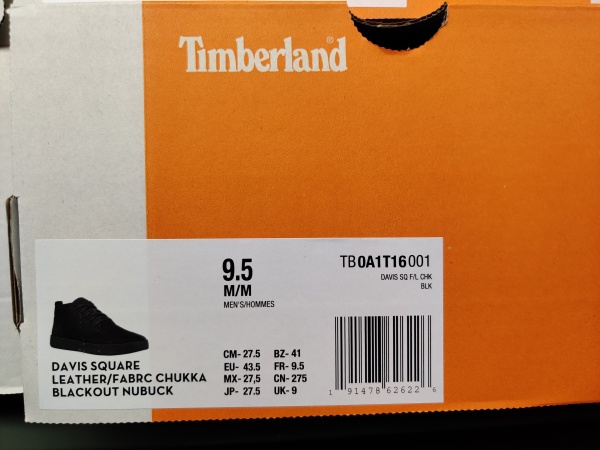 Timberland®
9.5
M/M
MEN'S/HOMMES
TB0A1T16001
DAVIS SQ F/L CHK
BLK
DAVIS SQUARE
LEATHER/FABRC CHUKKA
BLACKOUT NUBUCK
CM- 27.5 BZ- 41
EU- 43.5 FR- 9.5
MX- 27,5 CN- 275
JP- 27.5 UK- 9
1 91478 62622 6